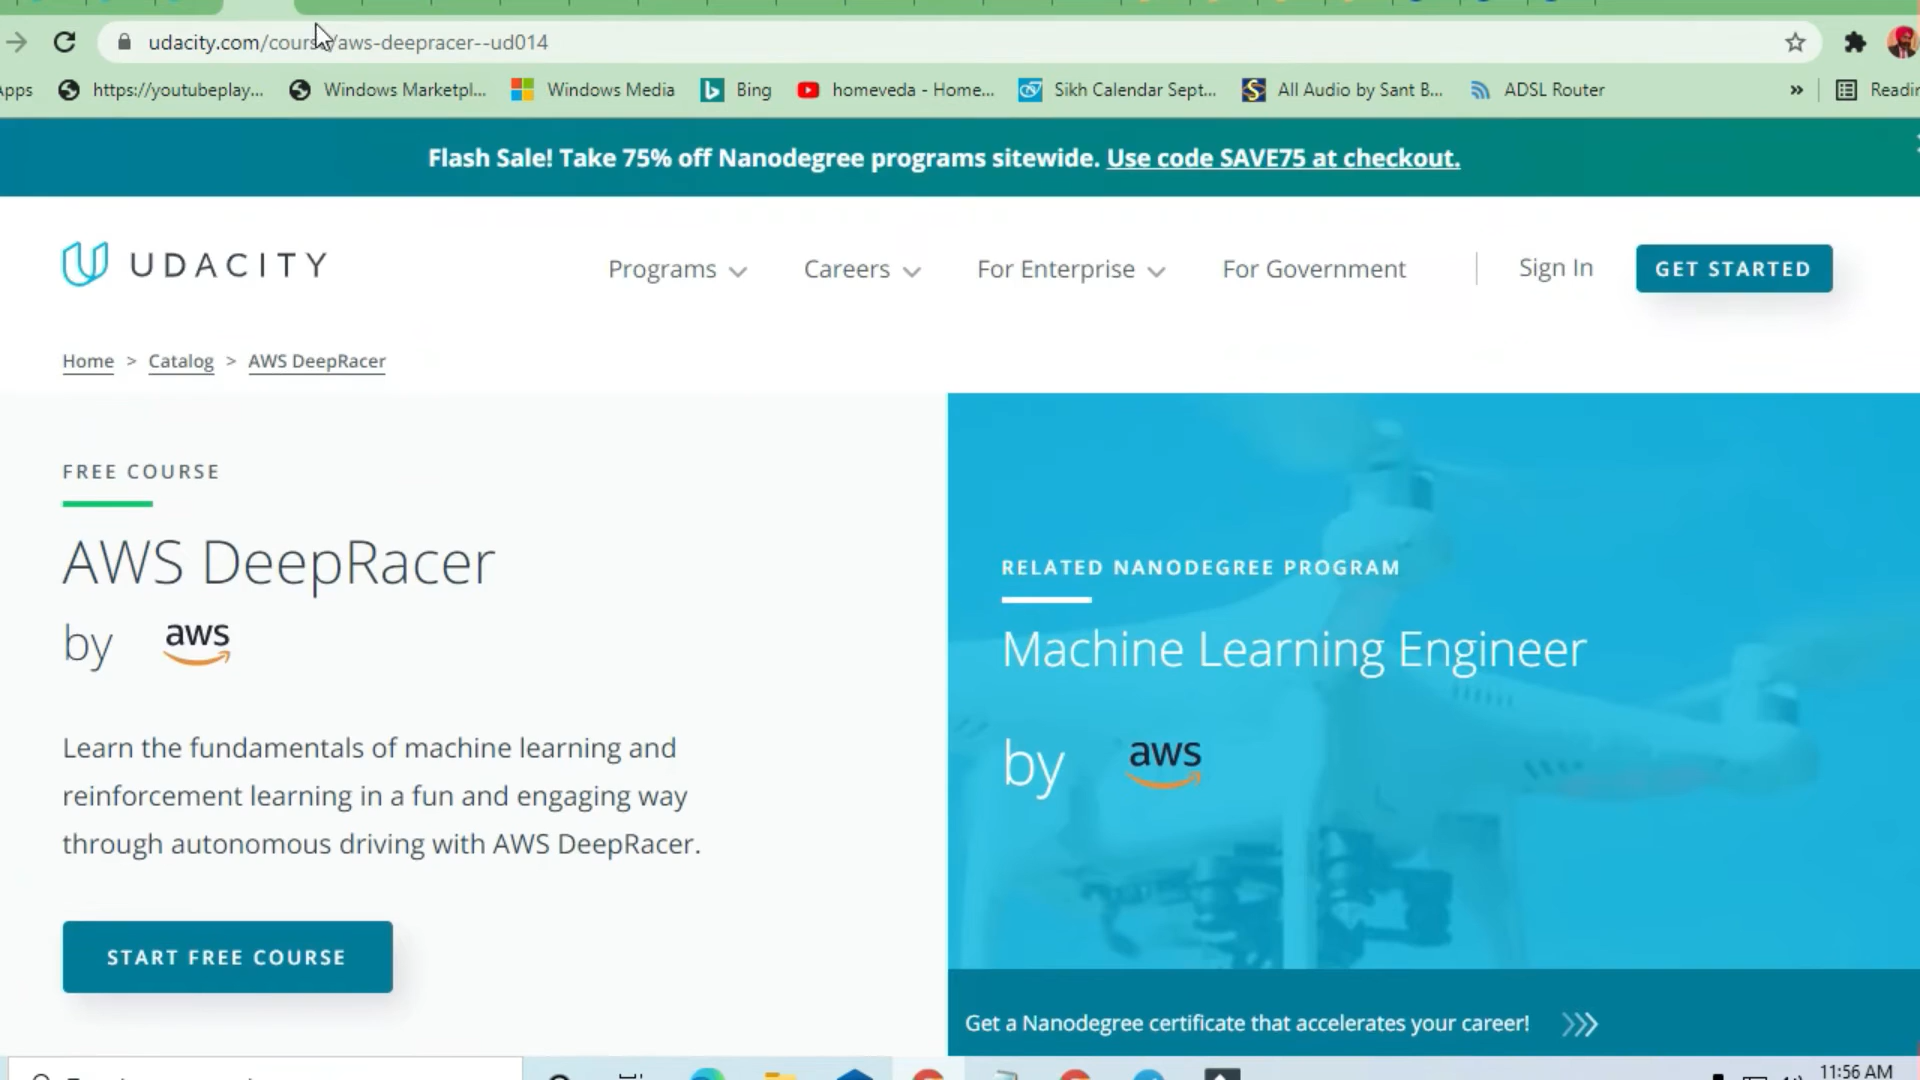 udacity.com/cours /aws-deepracer--ud014
Apps https://youtubeplay... Windows Marketpl... Windows Media Bing homeveda - Home... Sikh Calendar Sept... All Audio by Sant B... ADSL Router » Readin
Flash Sale! Take 75% off Nanodegree programs sitewide. Use code SAVE75 at checkout.
UDACITY Programs Careers For Enterprise For Government Sign In GET STARTED
Home > Catalog > AWS DeepRacer
FREE COURSE
AWS DeepRacer
by aws
Learn the fundamentals of machine learning and
reinforcement learning in a fun and engaging way
through autonomous driving with AWS DeepRacer.
START FREE COURSE
RELATED NANODEGREE PROGRAM
Machine Learning Engineer
by aws
Get a Nanodegree certificate that accelerates your career!
11:56 AM